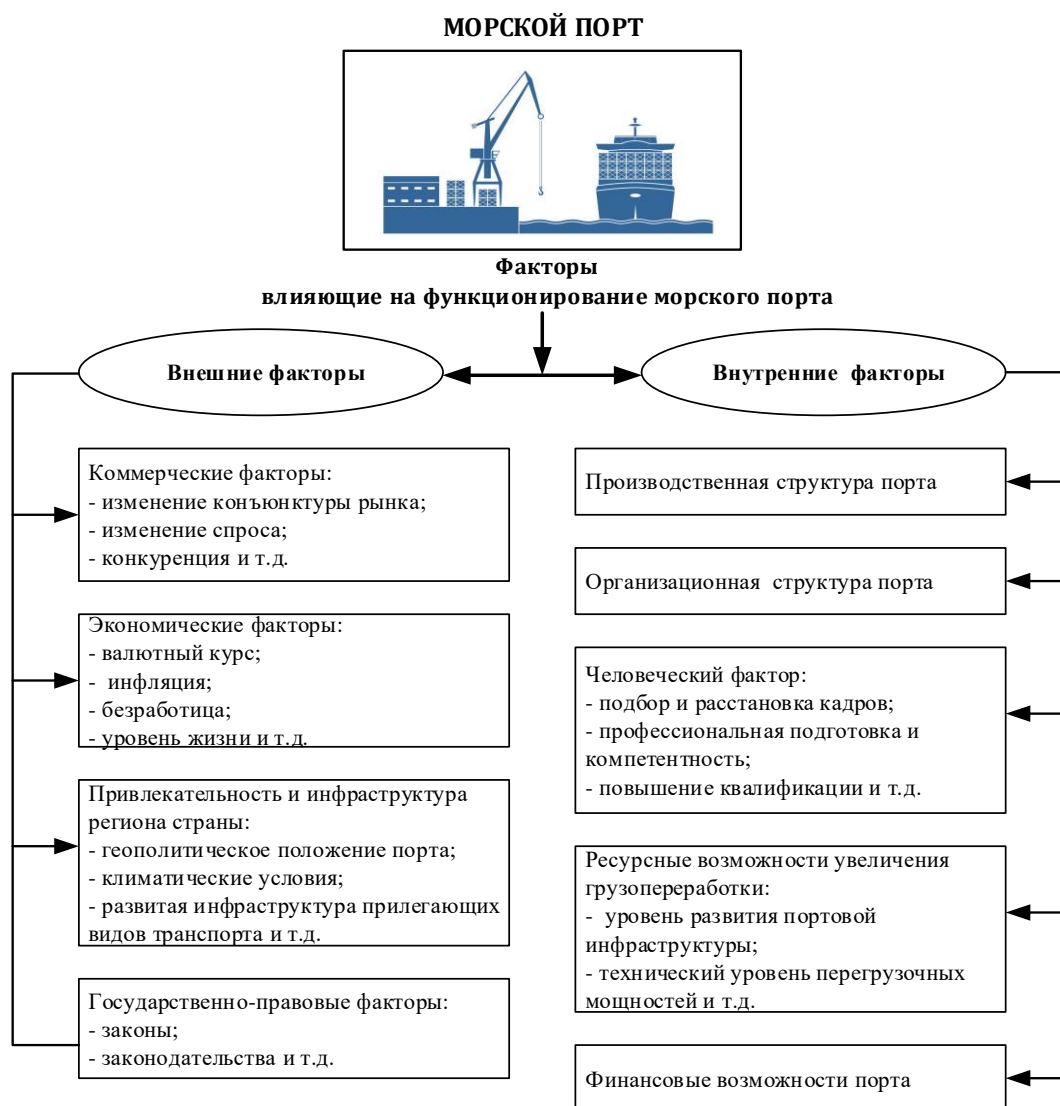 МОРСКОЙ ПОРТ
Факторы
влияющие на функционирование морского порта
Внешние факторы
Внутренние факторы
Коммерческие факторы:
- изменение конъюнктуры рынка;
- изменение спроса;
- конкуренция и т.д.
Экономические факторы:
- валютный курс;
- инфляция;
- безработица;
- уровень жизни и т.д.
Привлекательность и инфраструктура
региона страны:
- геополитическое положение порта;
- климатические условия;
- развитая инфраструктура прилегающих
видов транспорта и т.д.
Государственно-правовые факторы:
- законы;
- законодательства и т.д.
Производственная структура порта
Организационная структура порта
Человеческий фактор:
- подбор и расстановка кадров;
- профессиональная подготовка и
компетентность;
- повышение квалификации и т.д.
Ресурсные возможности увеличения
грузопереработки:
- уровень развития портовой
инфраструктуры;
- технический уровень перегрузочных
мощностей и т.д.
Финансовые возможности порта